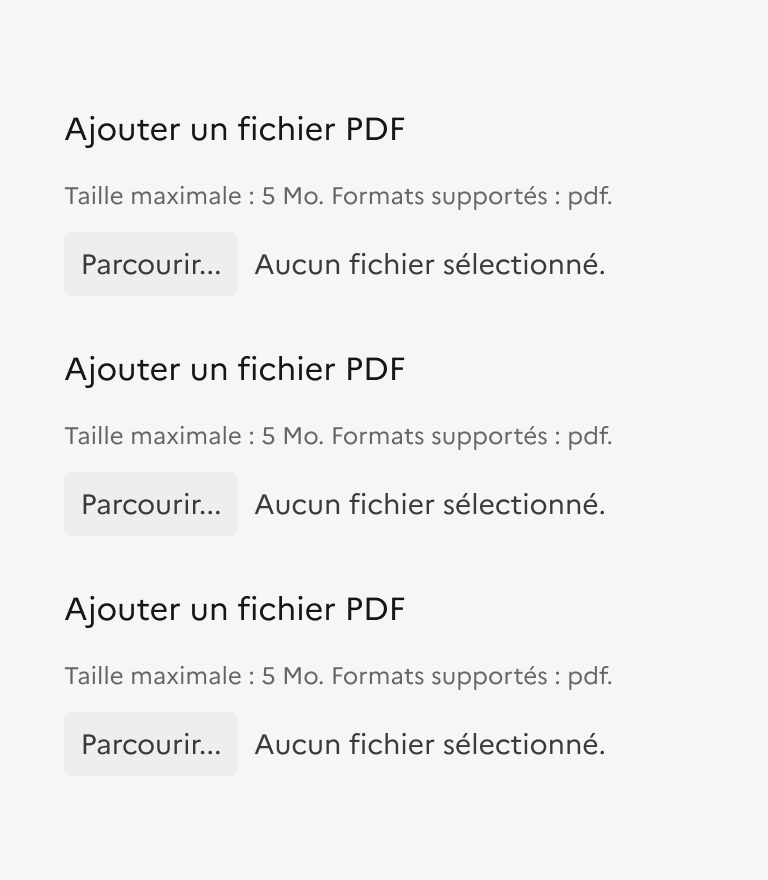 Ajouter un fichier PDF
Taille maximale : 5 Mo. Formats supportés : pdf.
Parcourir... Aucun fichier sélectionné.
Ajouter un fichier PDF
Taille maximale : 5 Mo. Formats supportés : pdf.
Parcourir... Aucun fichier sélectionné.
Ajouter un fichier PDF
Taille maximale : 5 Mo. Formats supportés : pdf.
Parcourir... Aucun fichier sélectionné.